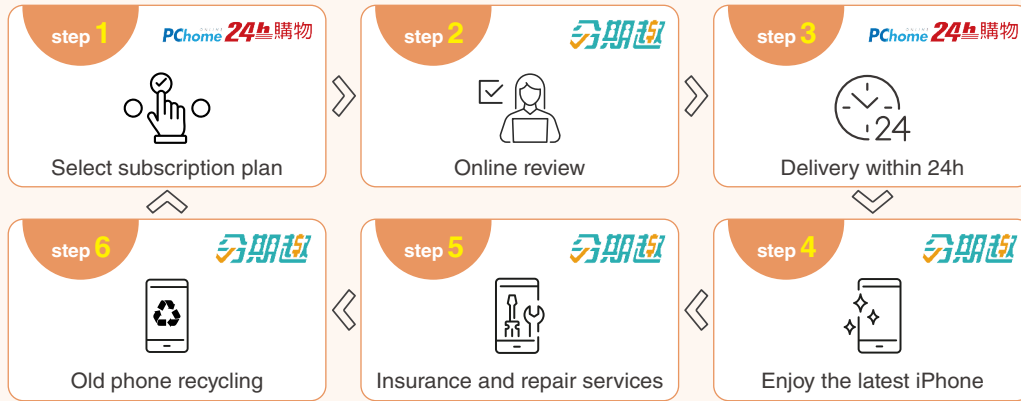 step 1
PChome ONLINE 24h購物
Select subscription plan
step 2
分期趣
Online review
step 3
PChome ONLINE 24h購物
24
Delivery within 24h
step 6
分期趣
Old phone recycling
step 5
分期趣
Insurance and repair services
step 4
分期趣
Enjoy the latest iPhone